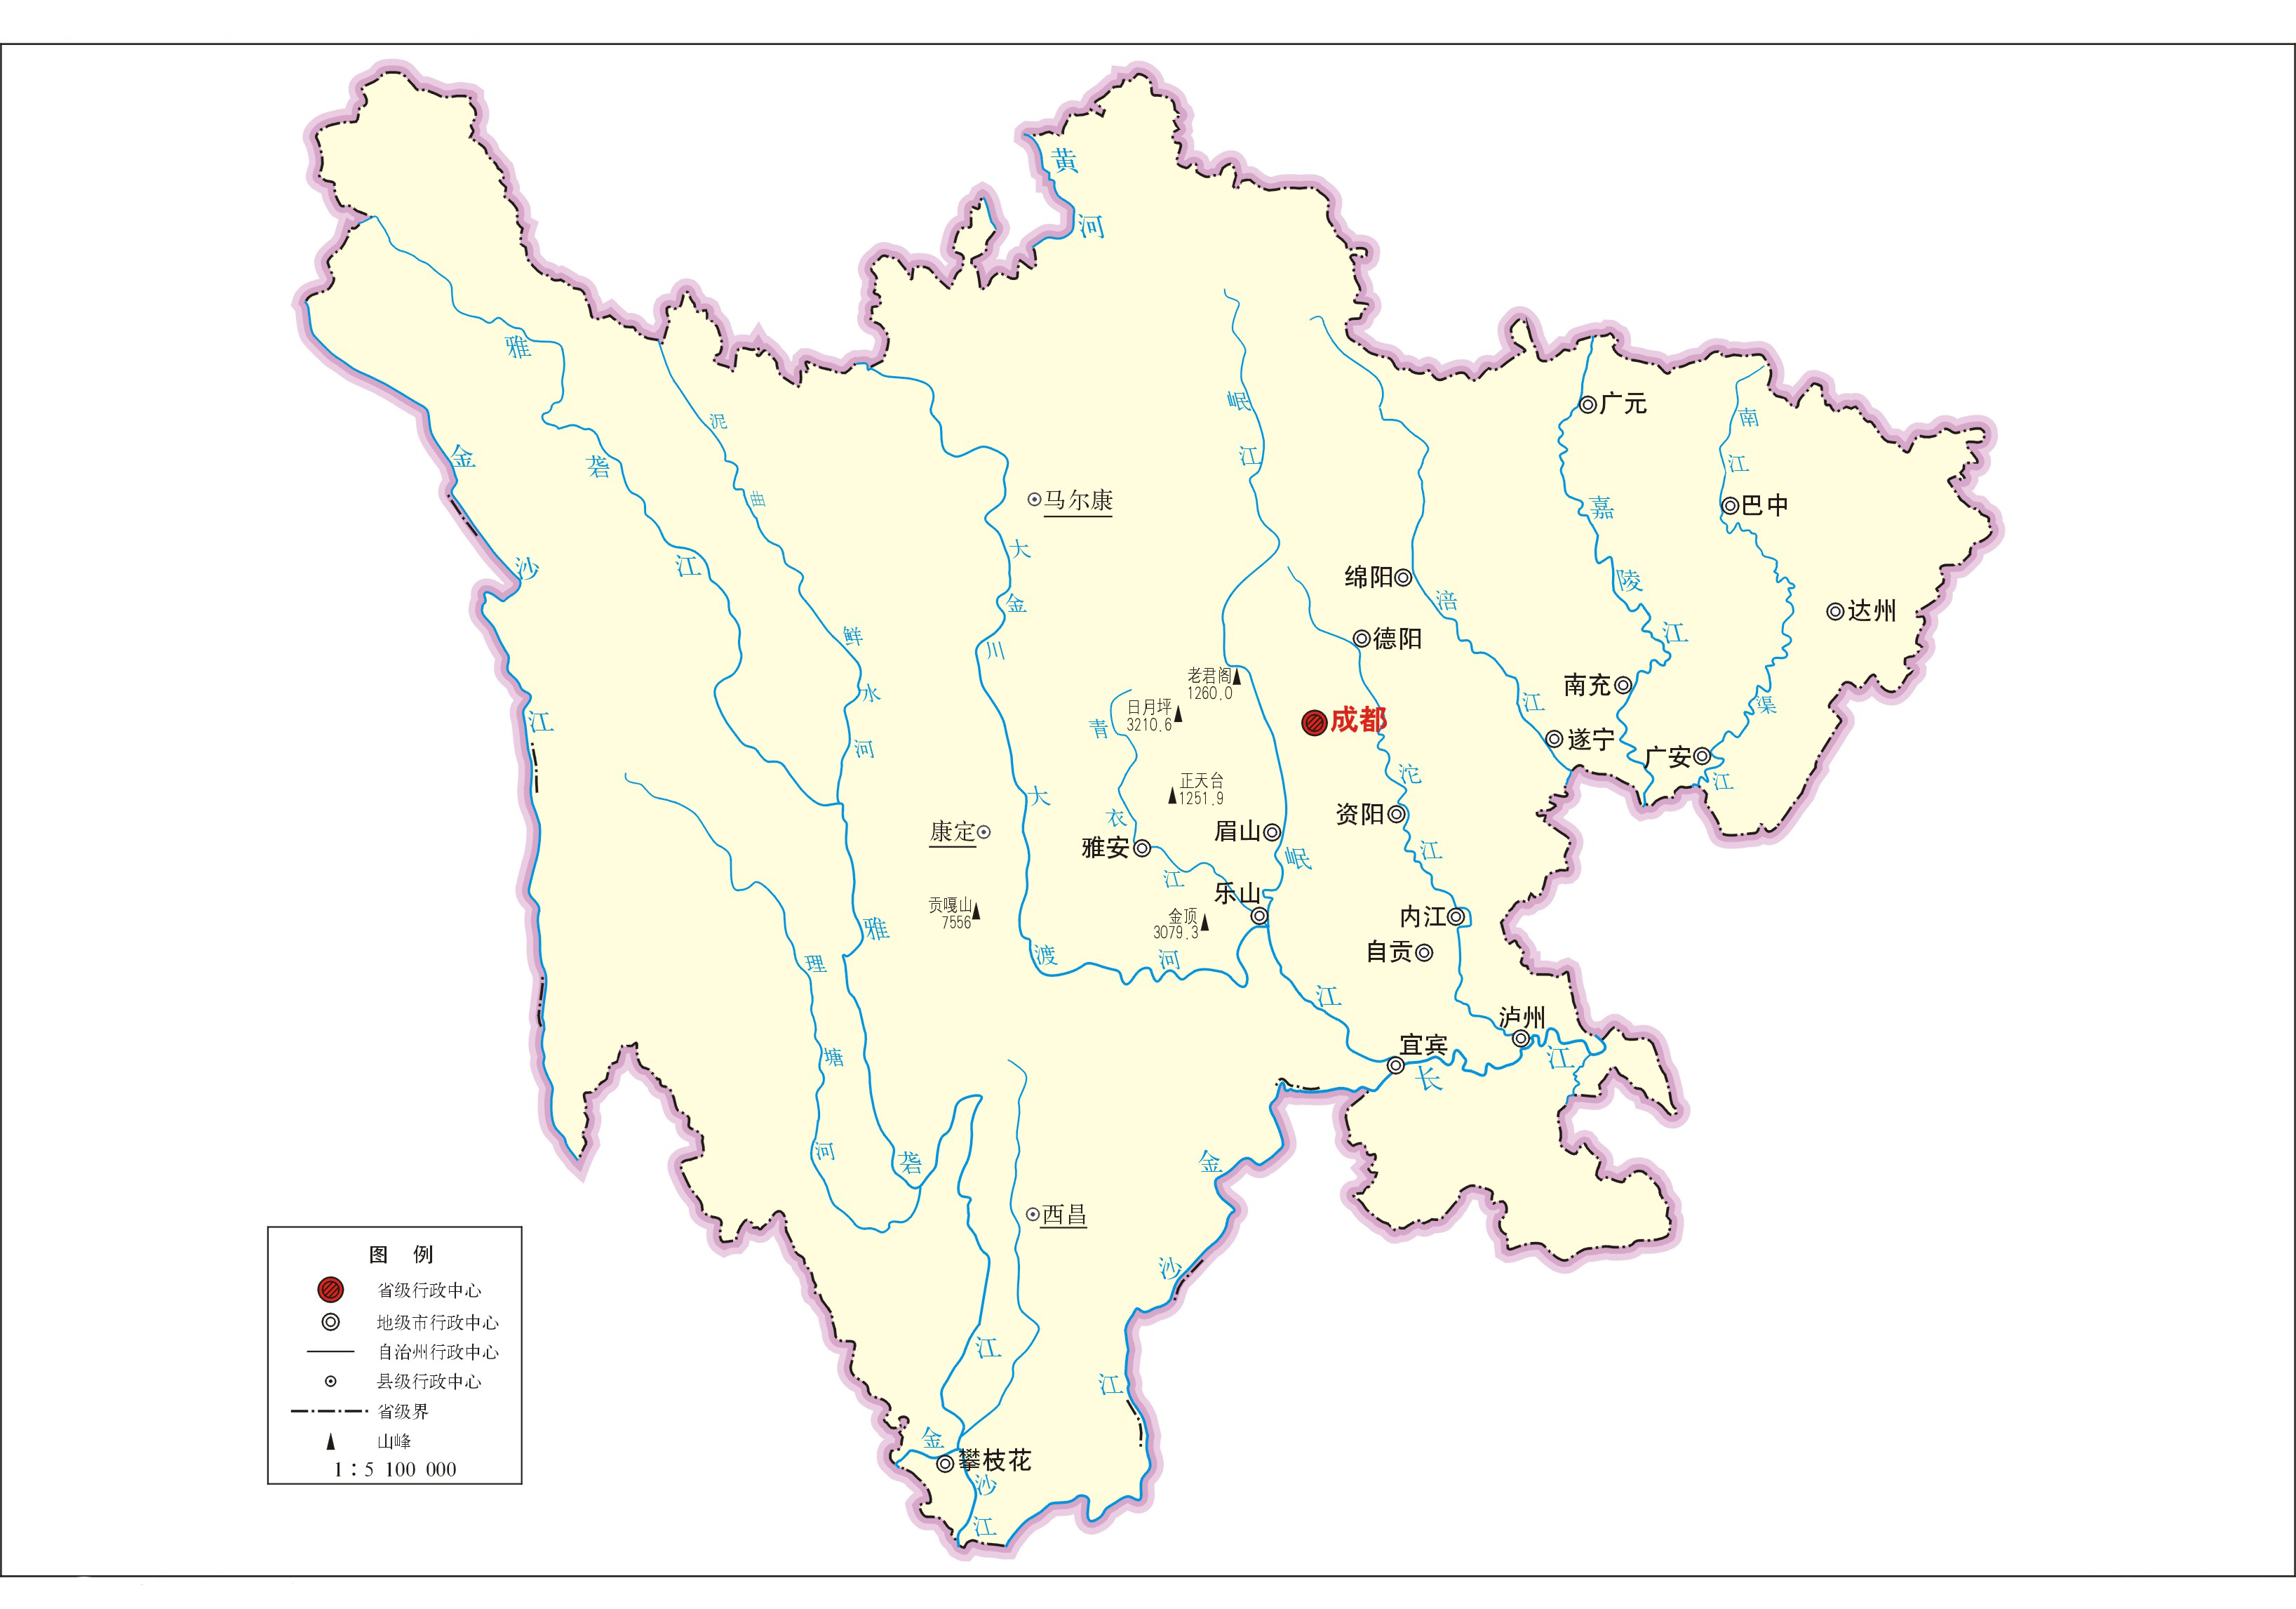 黄
河
雅
砻
江
泥
曲
鲜
水
河
金
沙
江
马尔康
大
金
川
大
渡
河
岷
江
广元
南
江
巴中
嘉
陵
江
绵阳
涪
江
达州
德阳
南充
渠
江
老君阁
1260.0
日月坪
3210.6
成都
遂宁
广安
青
衣
江
正天台
1251.9
沱
江
资阳
眉山
康定
雅安
岷
江
乐山
贡嘎山
7556
金顶
3079.3
内江
自贡
雅
砻
江
理
塘
河
泸州
宜宾
长
江
金
沙
江
西昌
金
沙
江
攀枝花
图 例
省级行政中心
地级市行政中心
自治州行政中心
县级行政中心
省级界
山峰
1：5 100 000